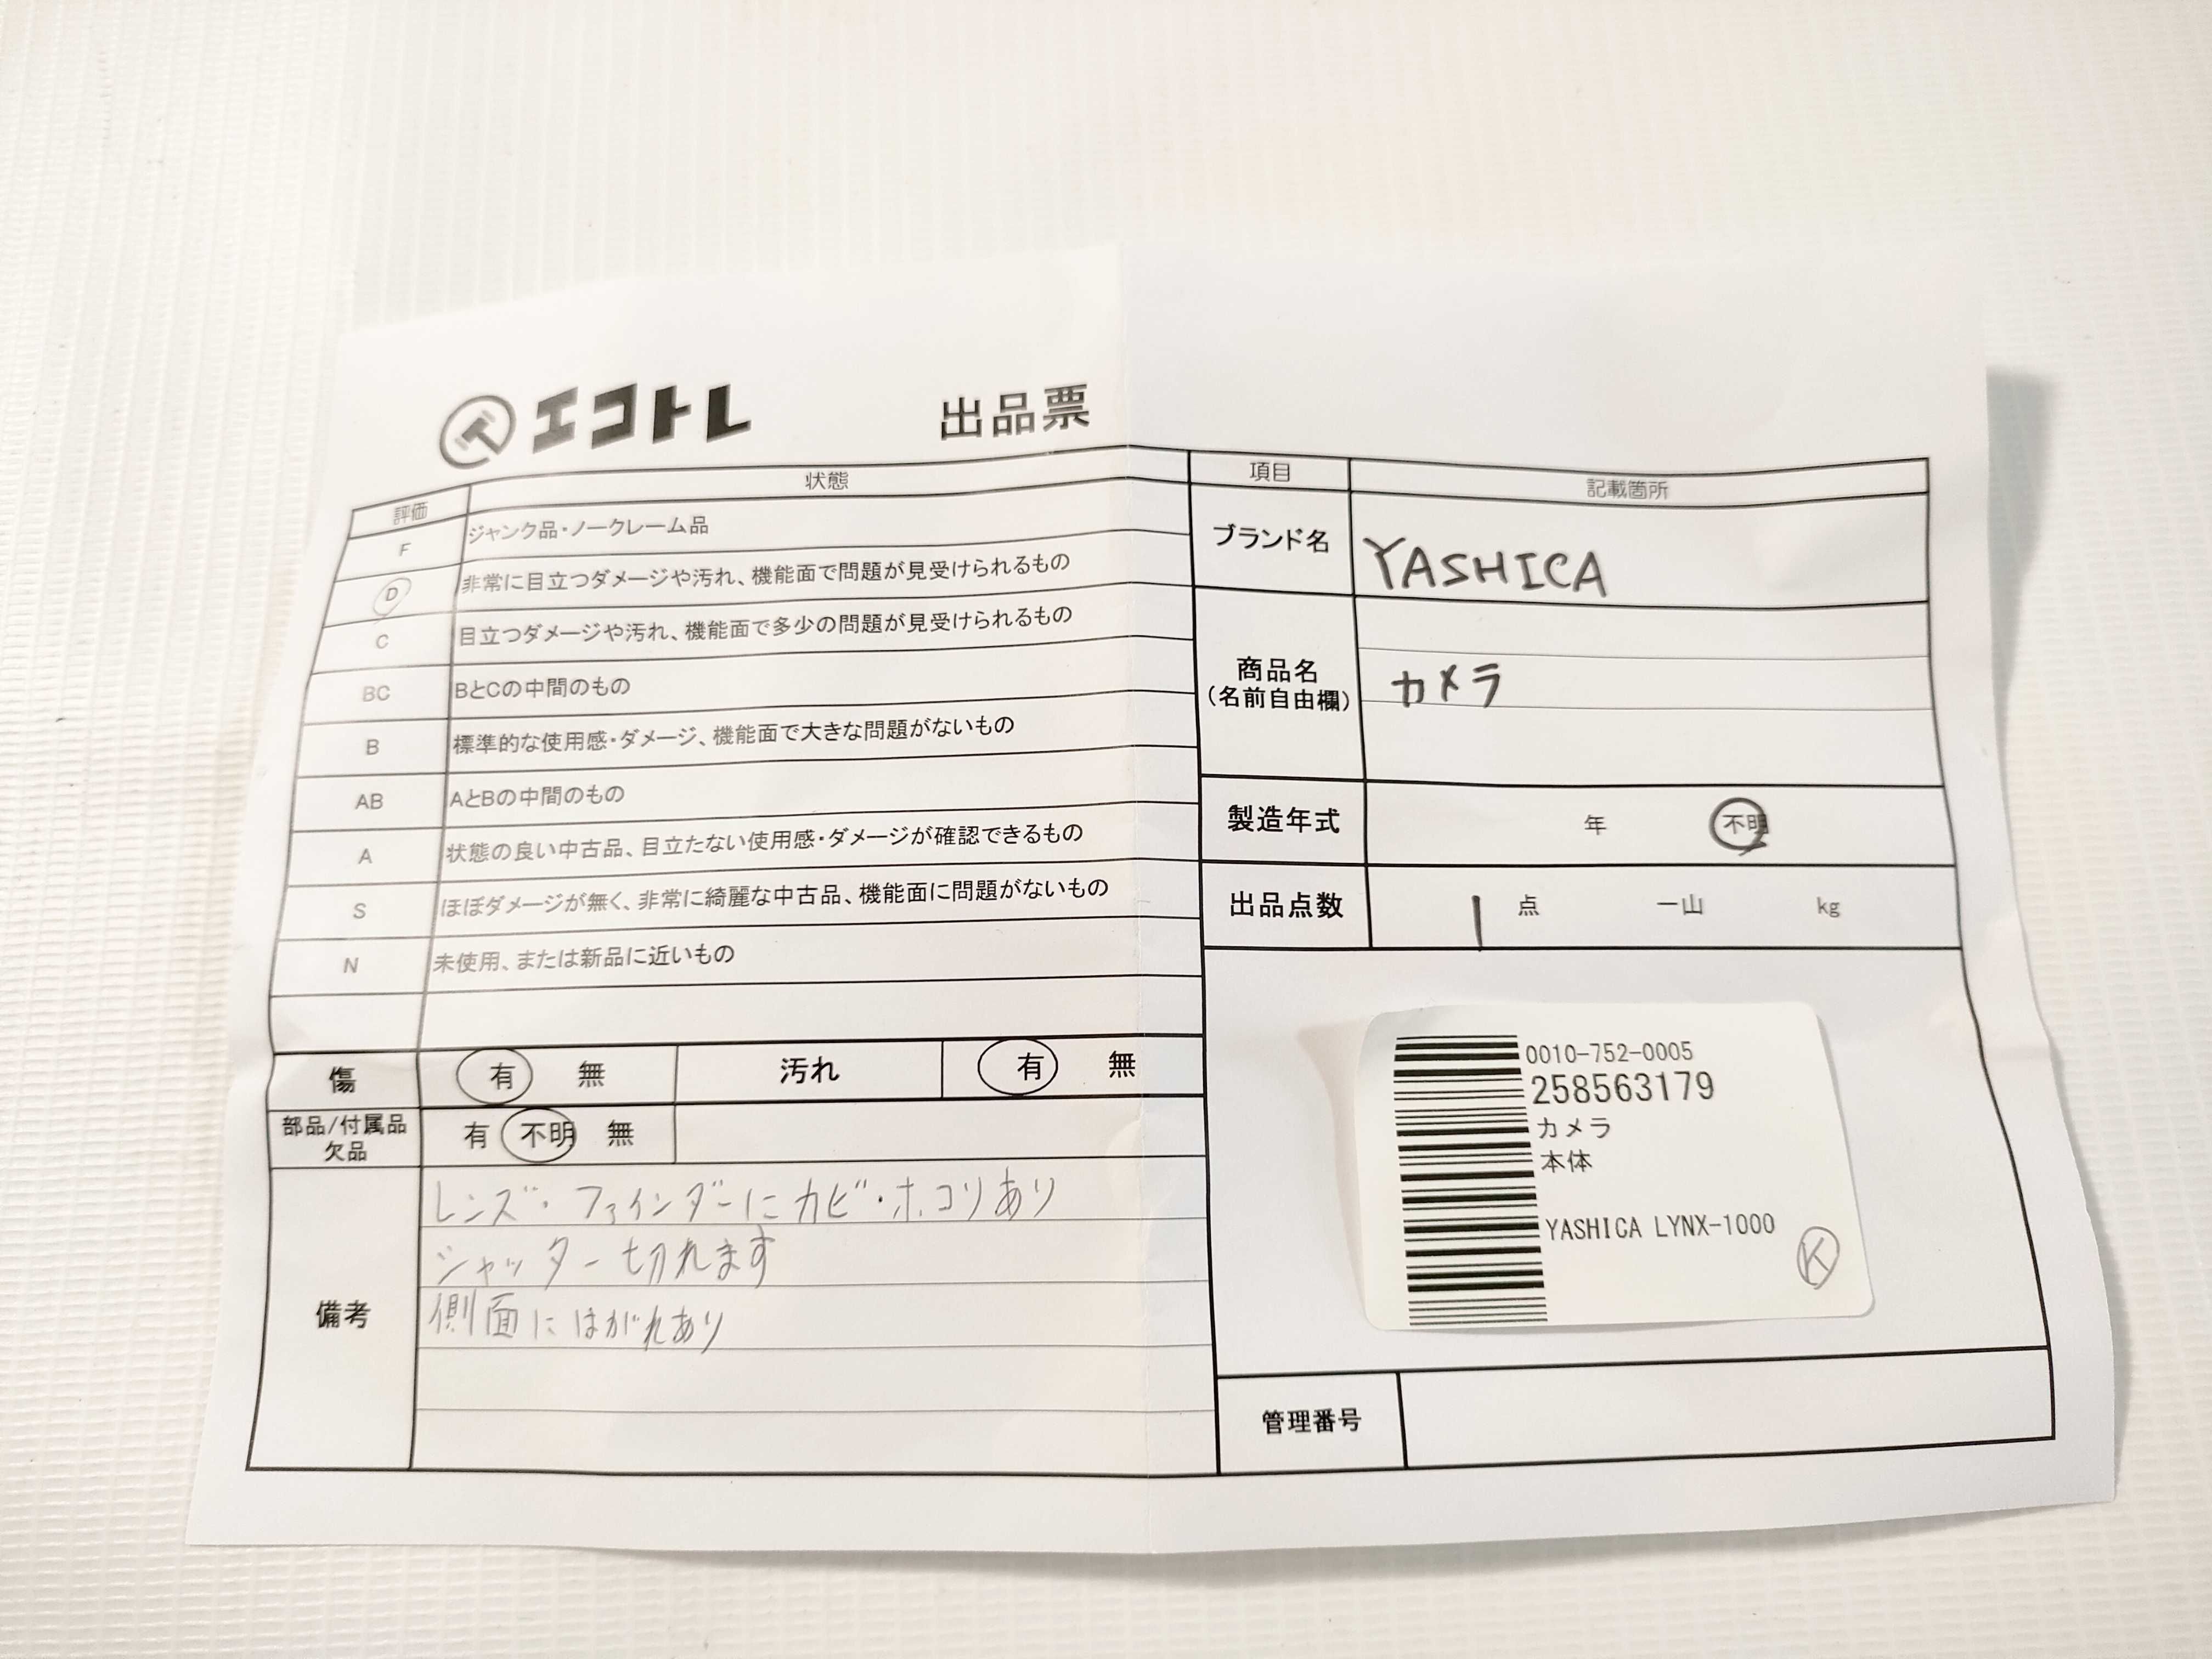 エコトレ 出品票
評価 状態
F ジャンク品・ノークレーム品
D 非常に目立つダメージや汚れ、機能面で問題が見受けられるもの
C 目立つダメージや汚れ、機能面で多少の問題が見受けられるもの
BC BとCの中間のもの
B 標準的な使用感・ダメージ、機能面で大きな問題がないもの
AB AとBの中間のもの
A 状態の良い中古品、目立たない使用感・ダメージが確認できるもの
S ほぼダメージが無く、非常に綺麗な中古品、機能面に問題がないもの
N 未使用、または新品に近いもの
傷 有 無 汚れ 有 無
部品/付属品
欠品
有 不明 無
備考
レンズ・ファインダーにカビ・ホコリあり
シャッター切れます
側面にはがれあり
項目 記載箇所
ブランド名 YASHICA
商品名
(名前自由欄)
カメラ
製造年式 年 不明
出品点数 1 点 一山 kg
0010-752-0005
258563179
カメラ
本体
YASHICA LYNX-1000
K
管理番号